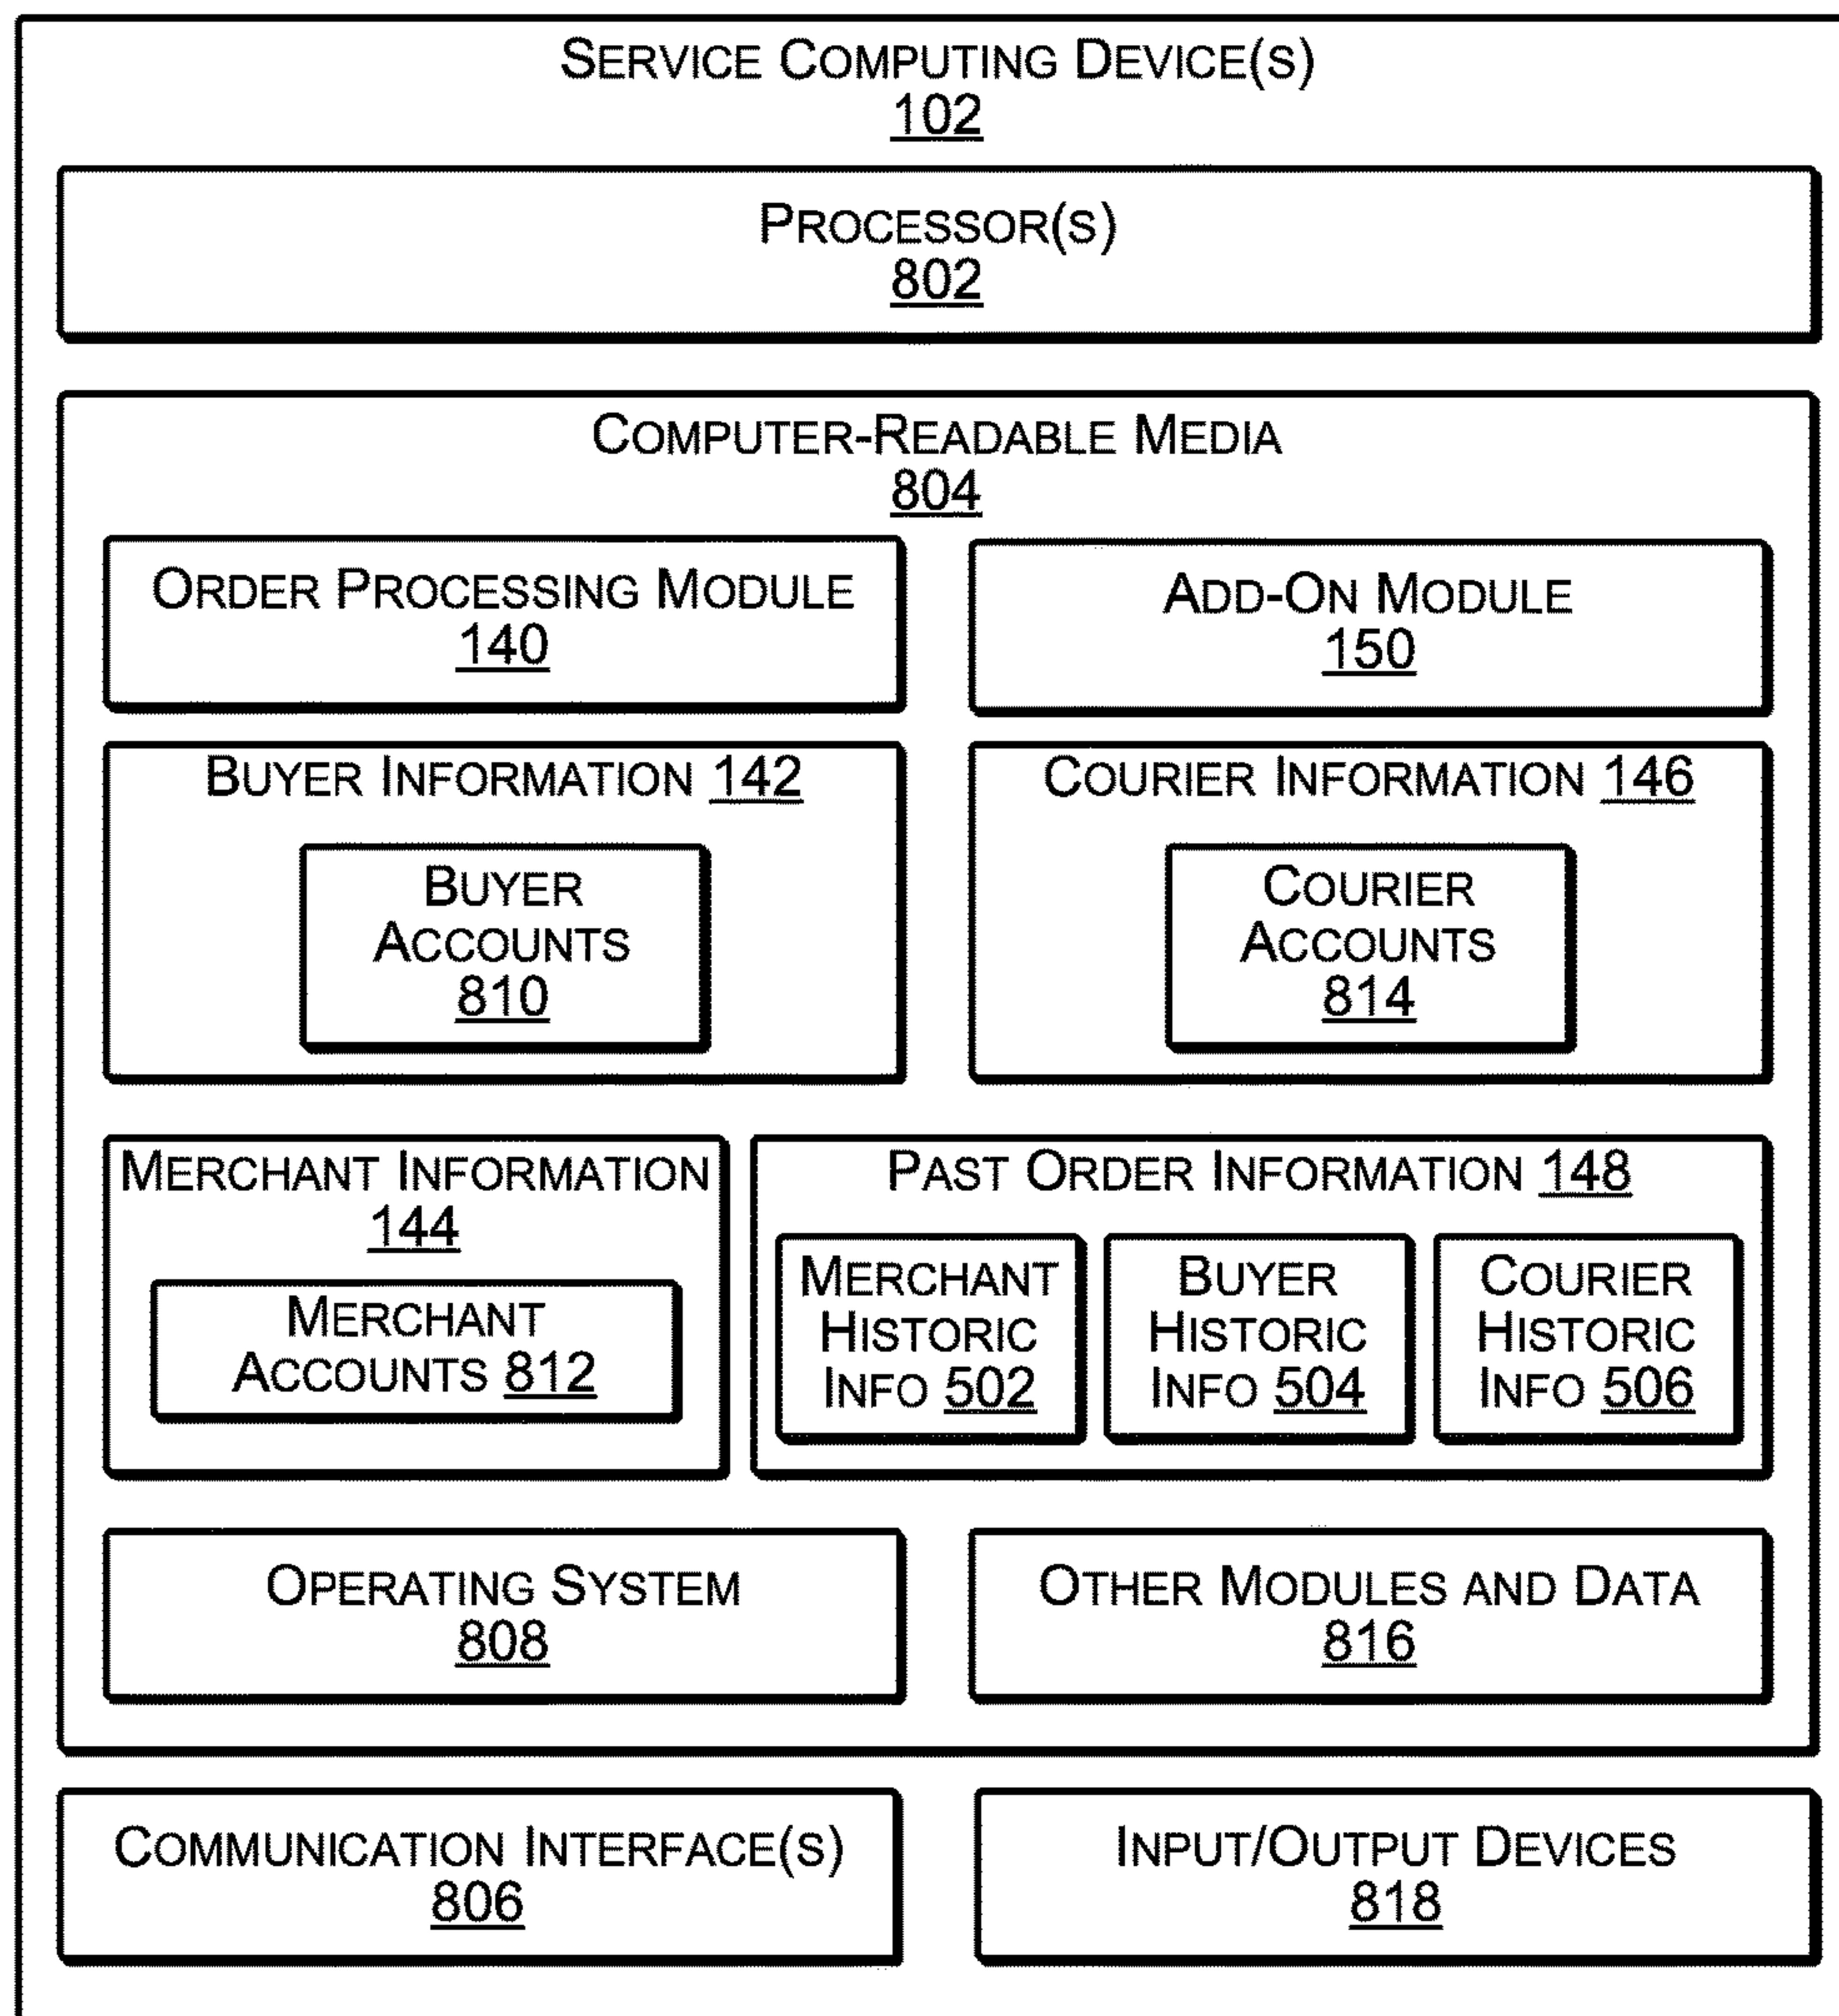 SERVICE COMPUTING DEVICE(S)
102
PROCESSOR(S)
802
COMPUTER-READABLE MEDIA
804
ORDER PROCESSING MODULE
140
ADD-ON MODULE
150
BUYER INFORMATION 142
BUYER
ACCOUNTS
810
COURIER INFORMATION 146
COURIER
ACCOUNTS
814
MERCHANT INFORMATION
144
MERCHANT
ACCOUNTS 812
PAST ORDER INFORMATION 148
MERCHANT
HISTORIC
INFO 502
BUYER
HISTORIC
INFO 504
COURIER
HISTORIC
INFO 506
OPERATING SYSTEM
808
OTHER MODULES AND DATA
816
COMMUNICATION INTERFACE(S)
806
INPUT/OUTPUT DEVICES
818